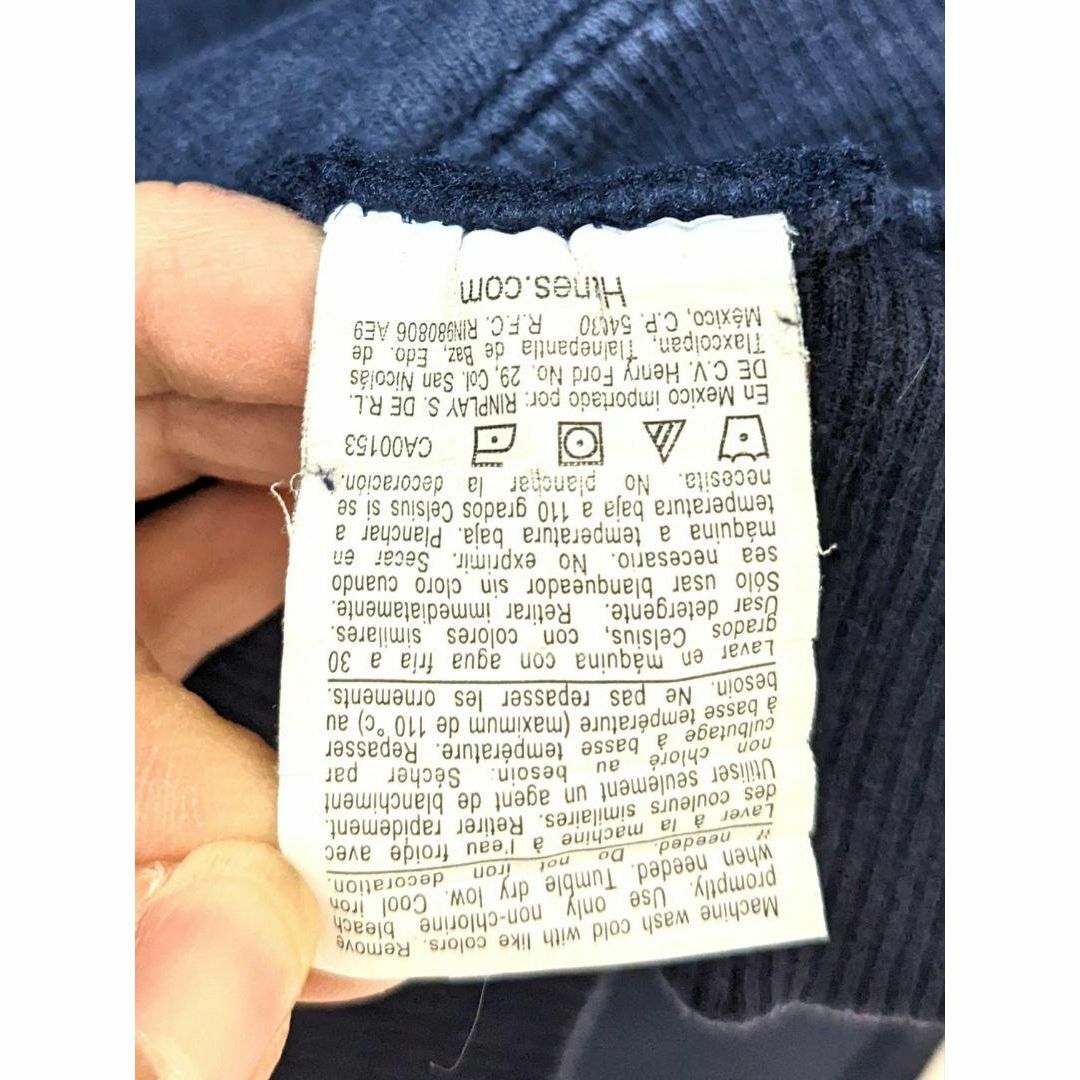 Machine wash cold with like colors. Remove
promptly. Use only non-chlorine bleach
when needed. Tumble dry low. Cool iron
if needed. Do not iron decoration.
Laver à la machine à l'eau froide avec
des couleurs similaires. Retirer rapidement.
Utiliser seulement un agent de blanchiment
non chloré au besoin. Sécher par
culbutage à basse température. Repasser
à basse température (maximum de 110 °c) au
besoin. Ne pas repasser les ornements.
Lavar en máquina con agua fría a 30
grados Celsius, con colores similares.
Usar detergente. Retirar immediatamente.
Sólo usar blanqueador sin cloro cuando
sea necesario. No exprimir. Secar en
máquina a temperatura baja. Planchar a
temperatura baja a 110 grados Celsius si se
necesita. No planchar la decoración.
CA00153
En Mexico importado por: RINPLAY S. DE R.L.
DE C.V. Henry Ford No. 29, Col. San Nicolás
Tlaxcolpan, Tlalnepantla de Baz, Edo. de
México, C.P. 54030 R.F.C. RIN980806 AE9